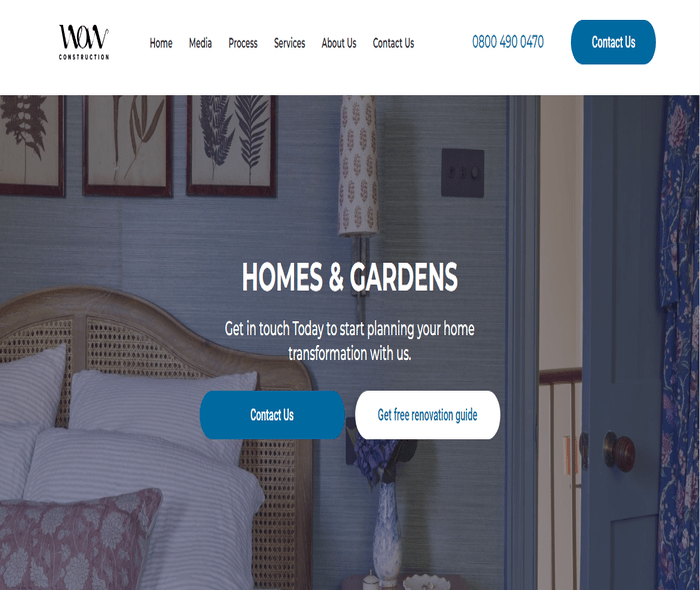 WOW
CONSTRUCTION
Home Media Process Services About Us Contact Us
0800 490 0470
Contact Us
HOMES & GARDENS
Get in touch Today to start planning your home
transformation with us.
Contact Us
Get free renovation guide